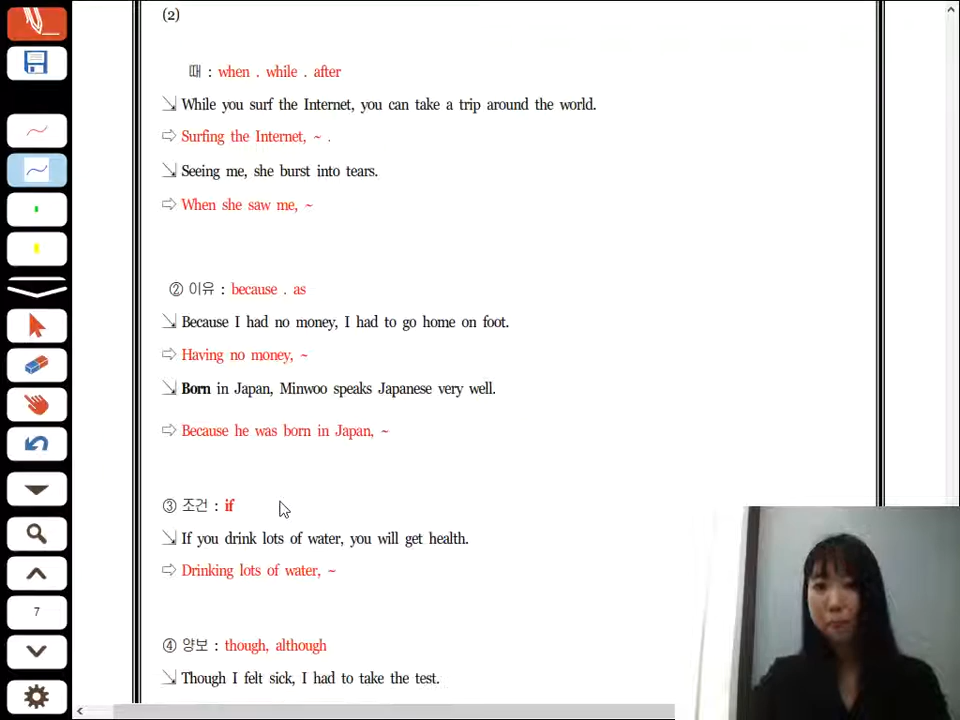 (2)
때 : when . while . after
While you surf the Internet, you can take a trip around the world.
⇨ Surfing the Internet, ~ .
Seeing me, she burst into tears.
⇨ When she saw me, ~
② 이유 : because . as
Because I had no money, I had to go home on foot.
⇨ Having no money, ~
Born in Japan, Minwoo speaks Japanese very well.
⇨ Because he was born in Japan, ~
③ 조건 : if
If you drink lots of water, you will get health.
⇨ Drinking lots of water, ~
④ 양보 : though, although
Though I felt sick, I had to take the test.
7